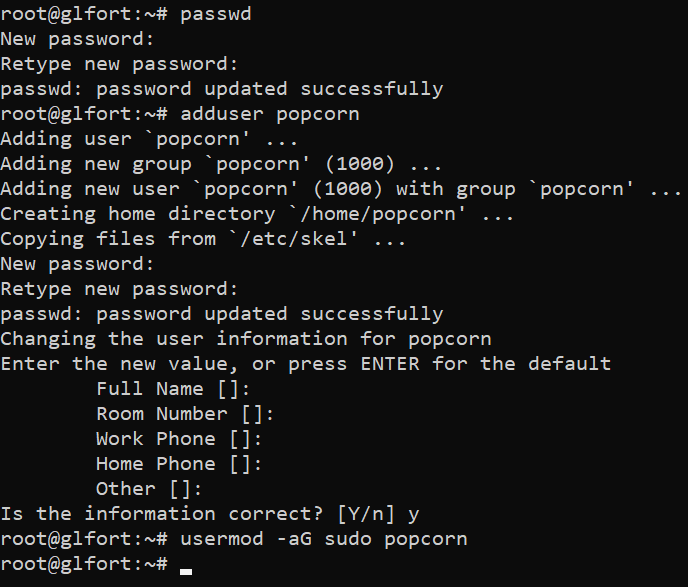 root@glfort:~# passwd
New password:
Retype new password:
passwd: password updated successfully
root@glfort:~# adduser popcorn
Adding user `popcorn' ...
Adding new group `popcorn' (1000) ...
Adding new user `popcorn' (1000) with group `popcorn' ...
Creating home directory `/home/popcorn' ...
Copying files from `/etc/skel' ...
New password:
Retype new password:
passwd: password updated successfully
Changing the user information for popcorn
Enter the new value, or press ENTER for the default
        Full Name []:
        Room Number []:
        Work Phone []:
        Home Phone []:
        Other []:
Is the information correct? [Y/n] y
root@glfort:~# usermod -aG sudo popcorn
root@glfort:~#